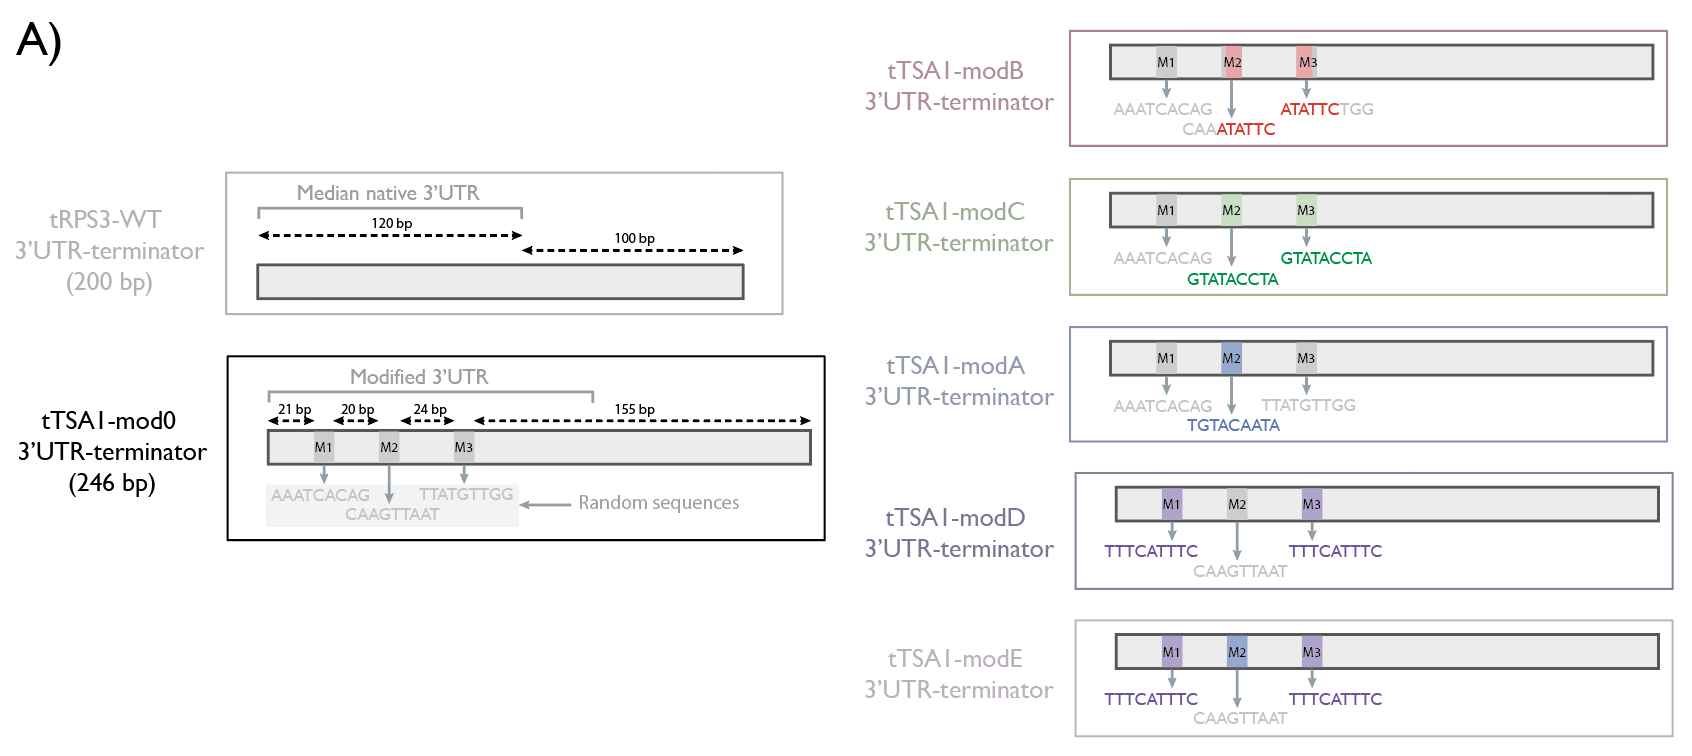 A)
tRPS3-WT
3'UTR-terminator
(200 bp)
Median native 3'UTR
120 bp
100 bp
tTSA1-mod0
3'UTR-terminator
(246 bp)
Modified 3'UTR
21 bp 20 bp 24 bp 155 bp
M1 M2 M3
AAATCACAG TTATGTTGG
CAAGTTAAT
Random sequences
tTSA1-modB
3'UTR-terminator
M1 M2 M3
AAATCACAG ATATTCTGG
CAAATATTC
tTSA1-modC
3'UTR-terminator
M1 M2 M3
AAATCACAG GTATACCTA
GTATACCTA
tTSA1-modA
3'UTR-terminator
M1 M2 M3
AAATCACAG TTATGTTGG
TGTACAATA
tTSA1-modD
3'UTR-terminator
M1 M2 M3
TTTCATTTC TTTCATTTC
CAAGTTAAT
tTSA1-modE
3'UTR-terminator
M1 M2 M3
TTTCATTTC TTTCATTTC
CAAGTTAAT